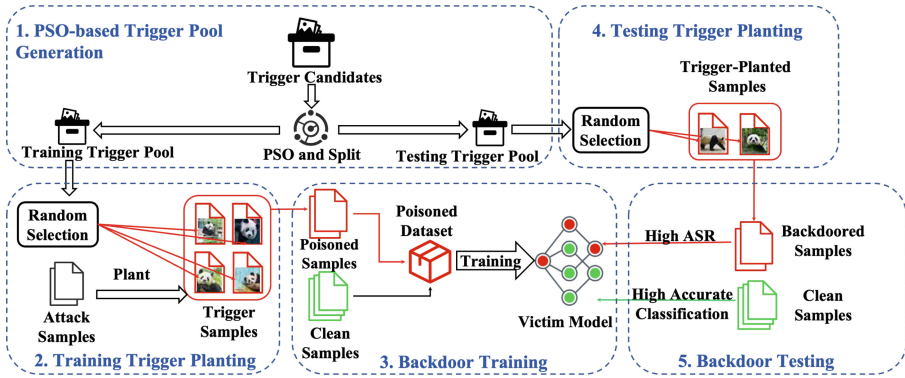 1. PSO-based Trigger Pool
Generation
Trigger Candidates
Training Trigger Pool
PSO and Split
Testing Trigger Pool
4. Testing Trigger Planting
Trigger-Planted
Samples
Random
Selection
Random
Selection
Plant
Attack
Samples
Trigger
Samples
2. Training Trigger Planting
Poisoned
Samples
Clean
Samples
Poisoned
Dataset
Training
Victim Model
3. Backdoor Training
High ASR
Backdoored
Samples
High Accurate
Classification
Clean
Samples
5. Backdoor Testing